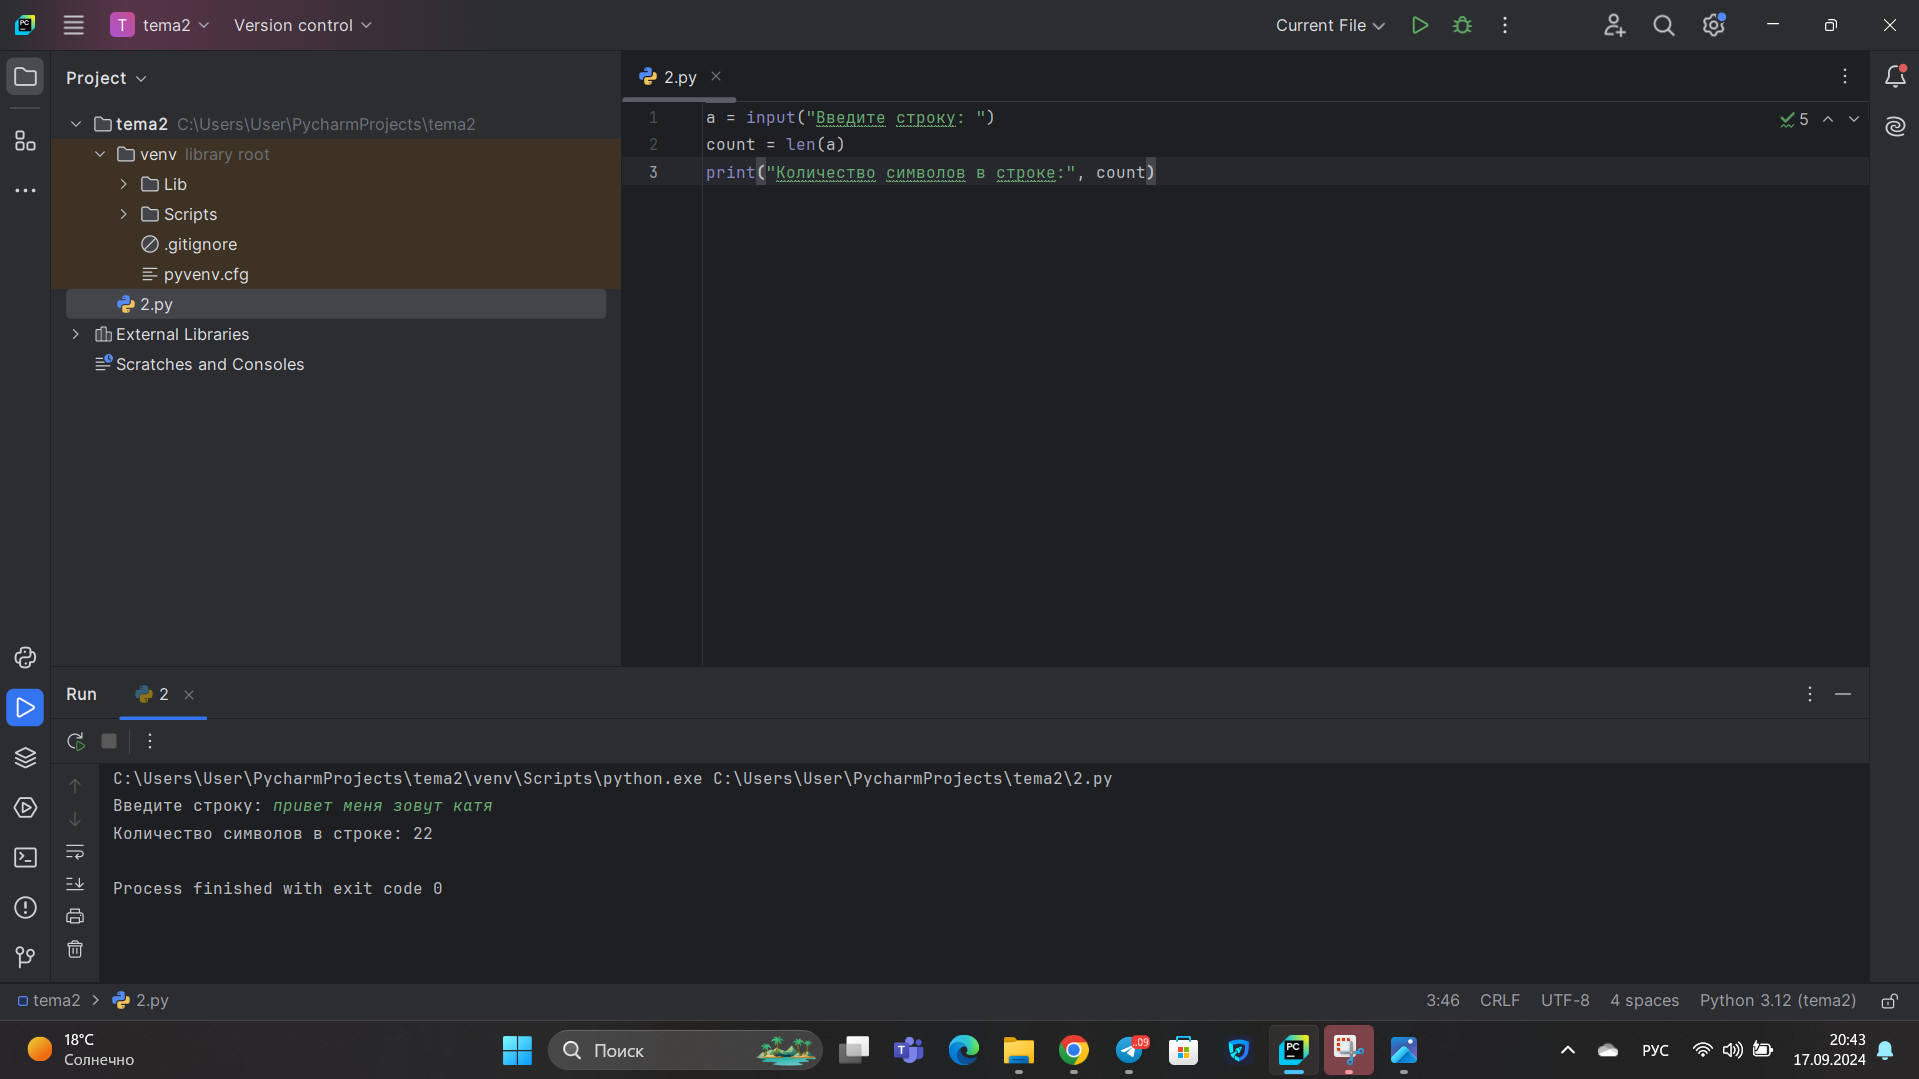 PC
T tema2 Version control Current File
Project
2.py
tema2 C:\Users\User\PycharmProjects\tema2
venv library root
Lib
Scripts
.gitignore
pyvenv.cfg
2.py
External Libraries
Scratches and Consoles
1 a = input("Введите строку: ")
2 count = len(a)
3 print("Количество символов в строке:", count)
5
Run 2
C:\Users\User\PycharmProjects\tema2\venv\Scripts\python.exe C:\Users\User\PycharmProjects\tema2\2.py
Введите строку: привет меня зовут катя
Количество символов в строке: 22
Process finished with exit code 0
tema2 2.py 3:46 CRLF UTF-8 4 spaces Python 3.12 (tema2)
18°C
Солнечно
Поиск
.09
PC
РУС
20:43
17.09.2024